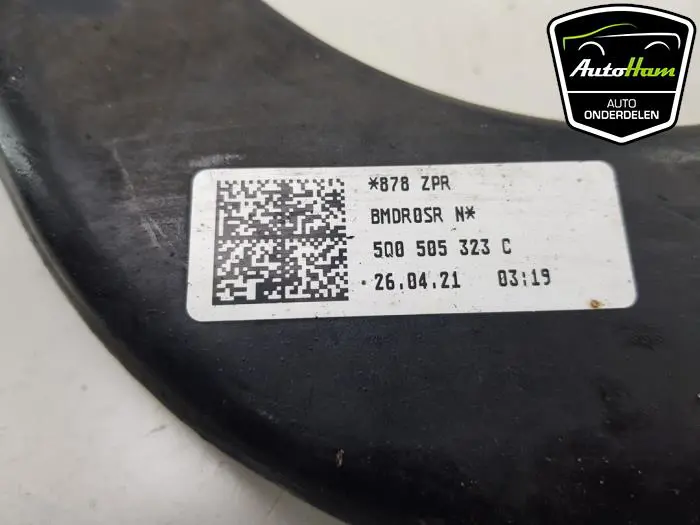 AutoHam
AUTO
ONDERDELEN
*878 ZPR
BMDR0SR N*
5Q0 505 323 C
26.04.21 03:19